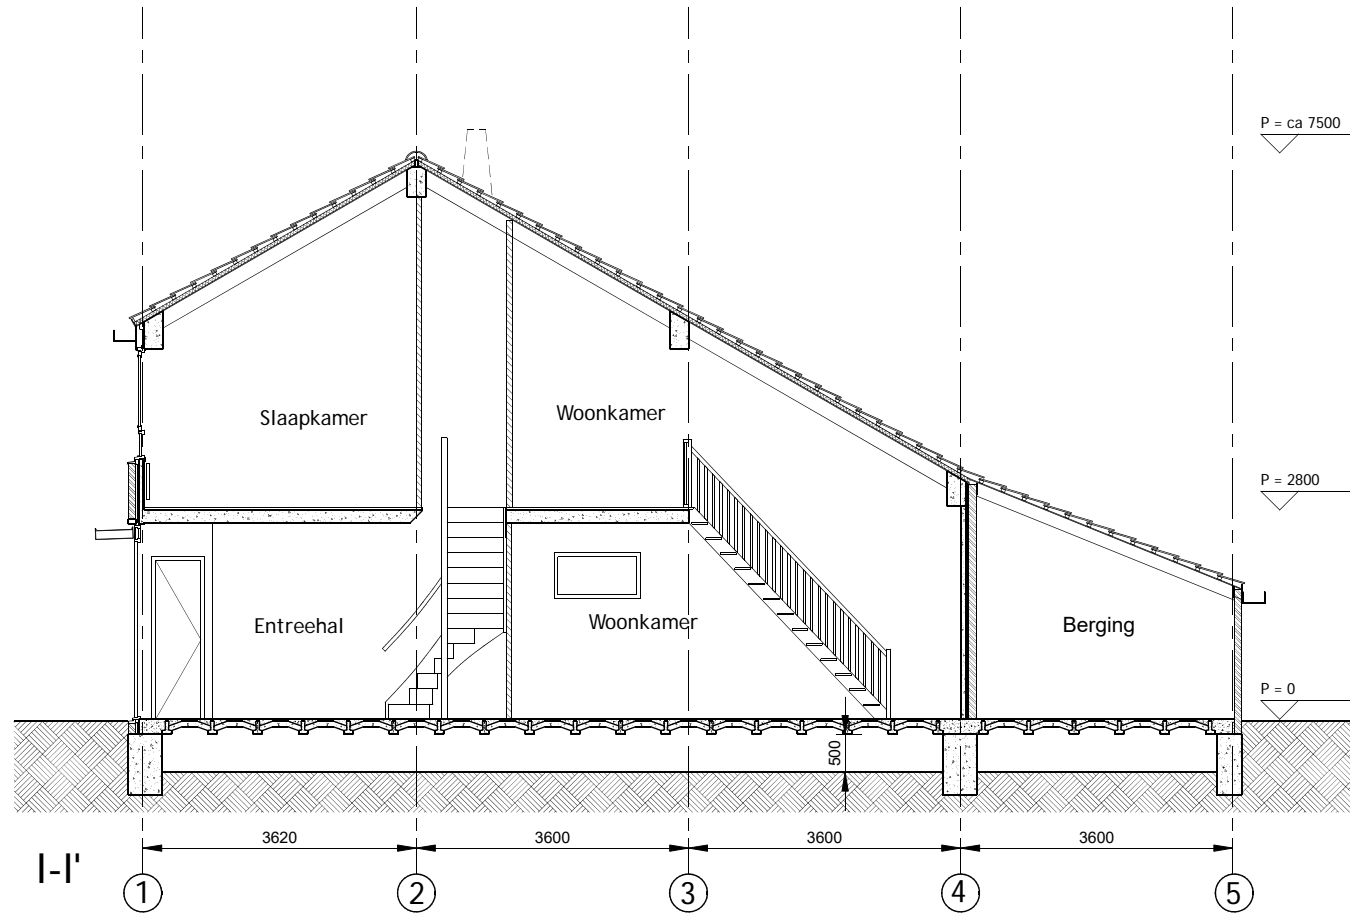 P = ca 7500
Slaapkamer
Woonkamer
P = 2800
Entreehal
Woonkamer
Berging
P = 0
500
3620
3600
3600
3600
I-I'
1
2
3
4
5